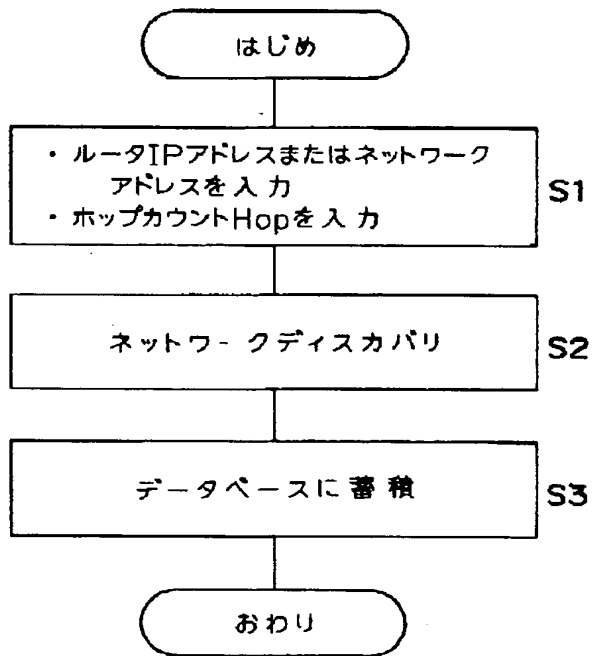 はじめ
・ルータIPアドレスまたはネットワーク
アドレスを入力
・ホップカウントHopを入力
S1
ネットワークディスカバリ
S2
データベースに蓄積
S3
おわり